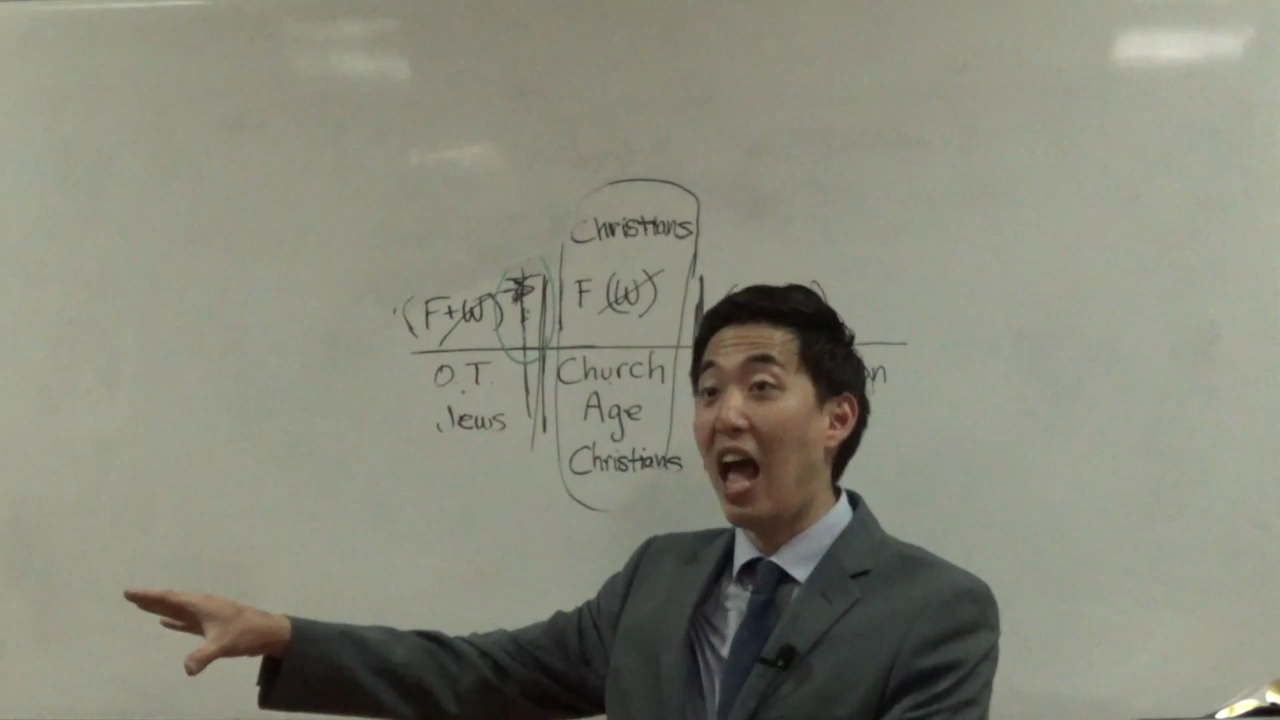 Christians
(F+W) F (W)
O.T. Church
Jews Age
Christians